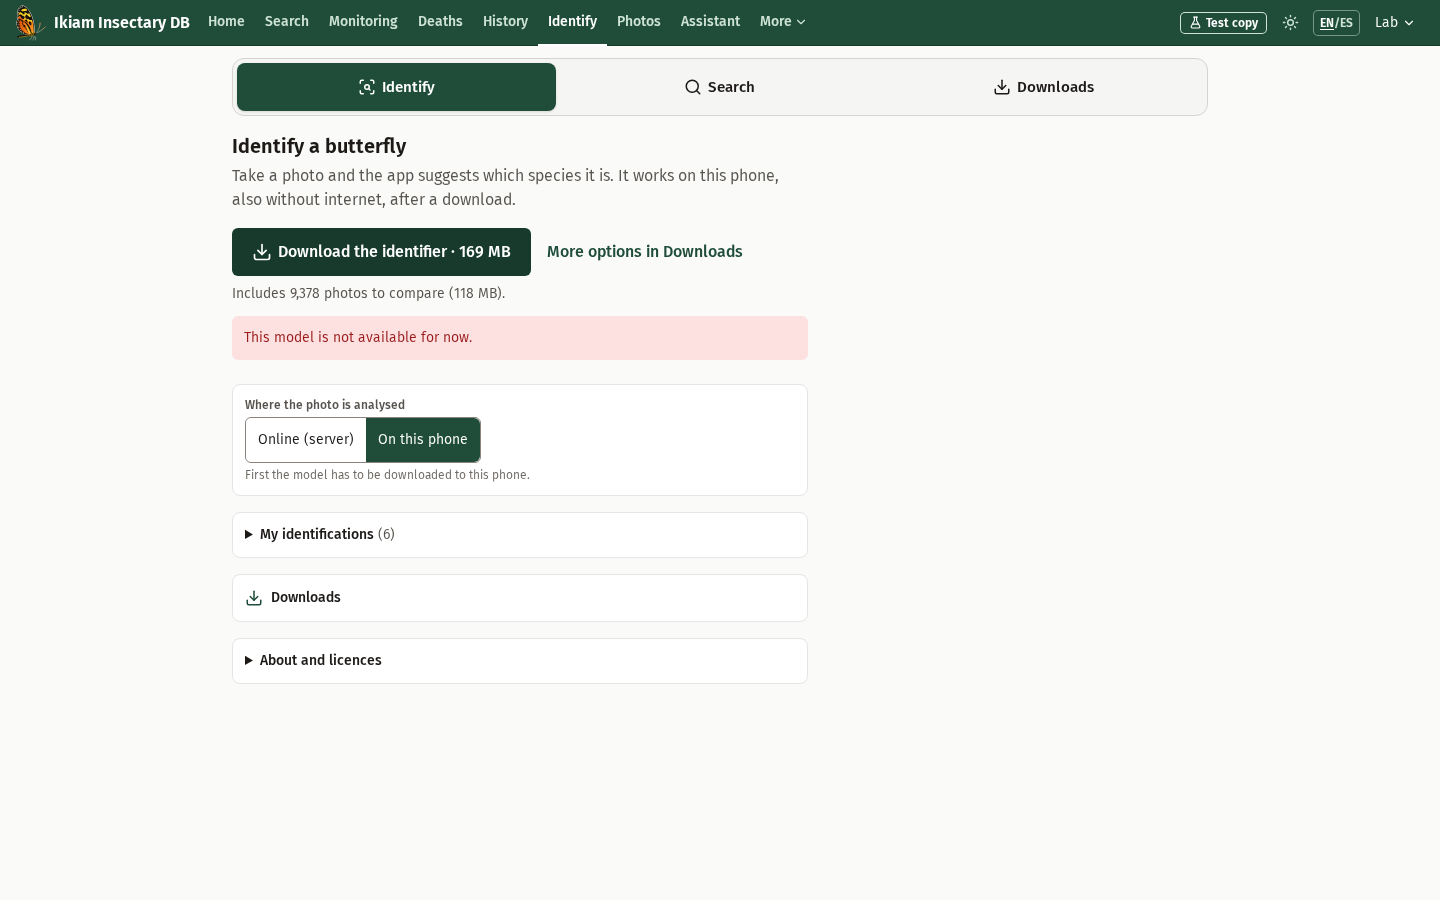 Ikiam Insectary DB Home Search Monitoring Deaths History Identify Photos Assistant More Test copy EN/ES Lab
Identify Search Downloads
Identify a butterfly
Take a photo and the app suggests which species it is. It works on this phone,
also without internet, after a download.
Download the identifier · 169 MB More options in Downloads
Includes 9,378 photos to compare (118 MB).
This model is not available for now.
Where the photo is analysed
Online (server) On this phone
First the model has to be downloaded to this phone.
My identifications (6)
Downloads
About and licences